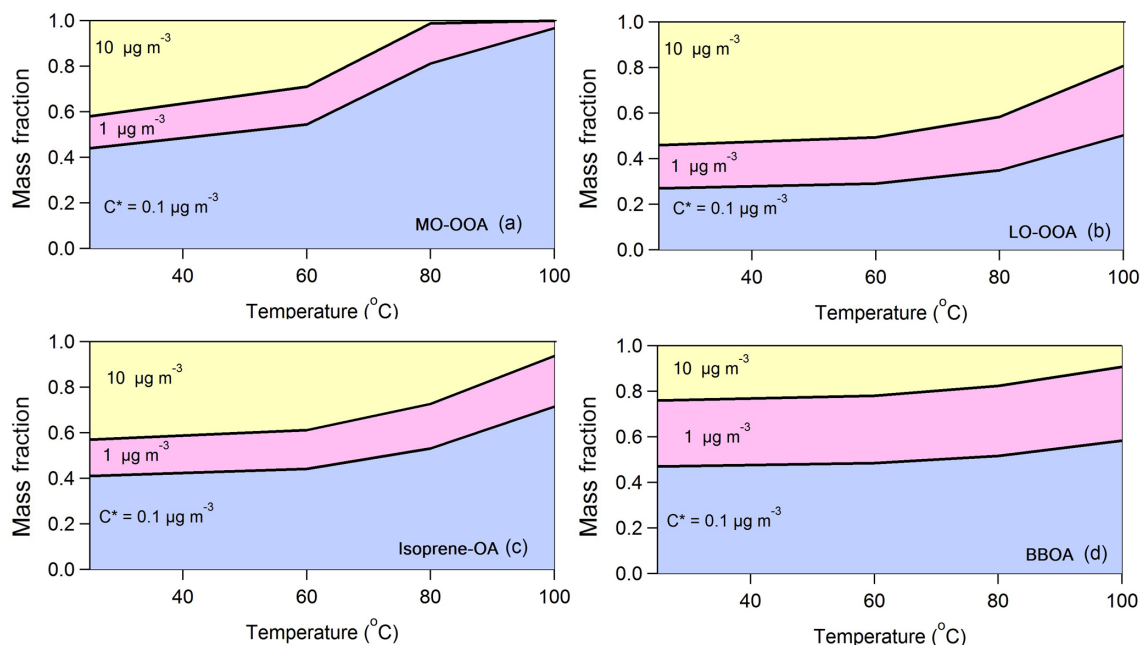 1.0
0.8
0.6
0.4
0.2
0.0
Mass fraction
10 µg m⁻³
1 µg m⁻³
C* = 0.1 µg m⁻³
MO-OOA (a)
40 60 80 100
Temperature (°C)
1.0
0.8
0.6
0.4
0.2
0.0
Mass fraction
10 µg m⁻³
1 µg m⁻³
C* = 0.1 µg m⁻³
LO-OOA (b)
40 60 80 100
Temperature (°C)
1.0
0.8
0.6
0.4
0.2
0.0
Mass fraction
10 µg m⁻³
1 µg m⁻³
C* = 0.1 µg m⁻³
Isoprene-OA (c)
40 60 80 100
Temperature (°C)
1.0
0.8
0.6
0.4
0.2
0.0
Mass fraction
10 µg m⁻³
1 µg m⁻³
C* = 0.1 µg m⁻³
BBOA (d)
40 60 80 100
Temperature (°C)